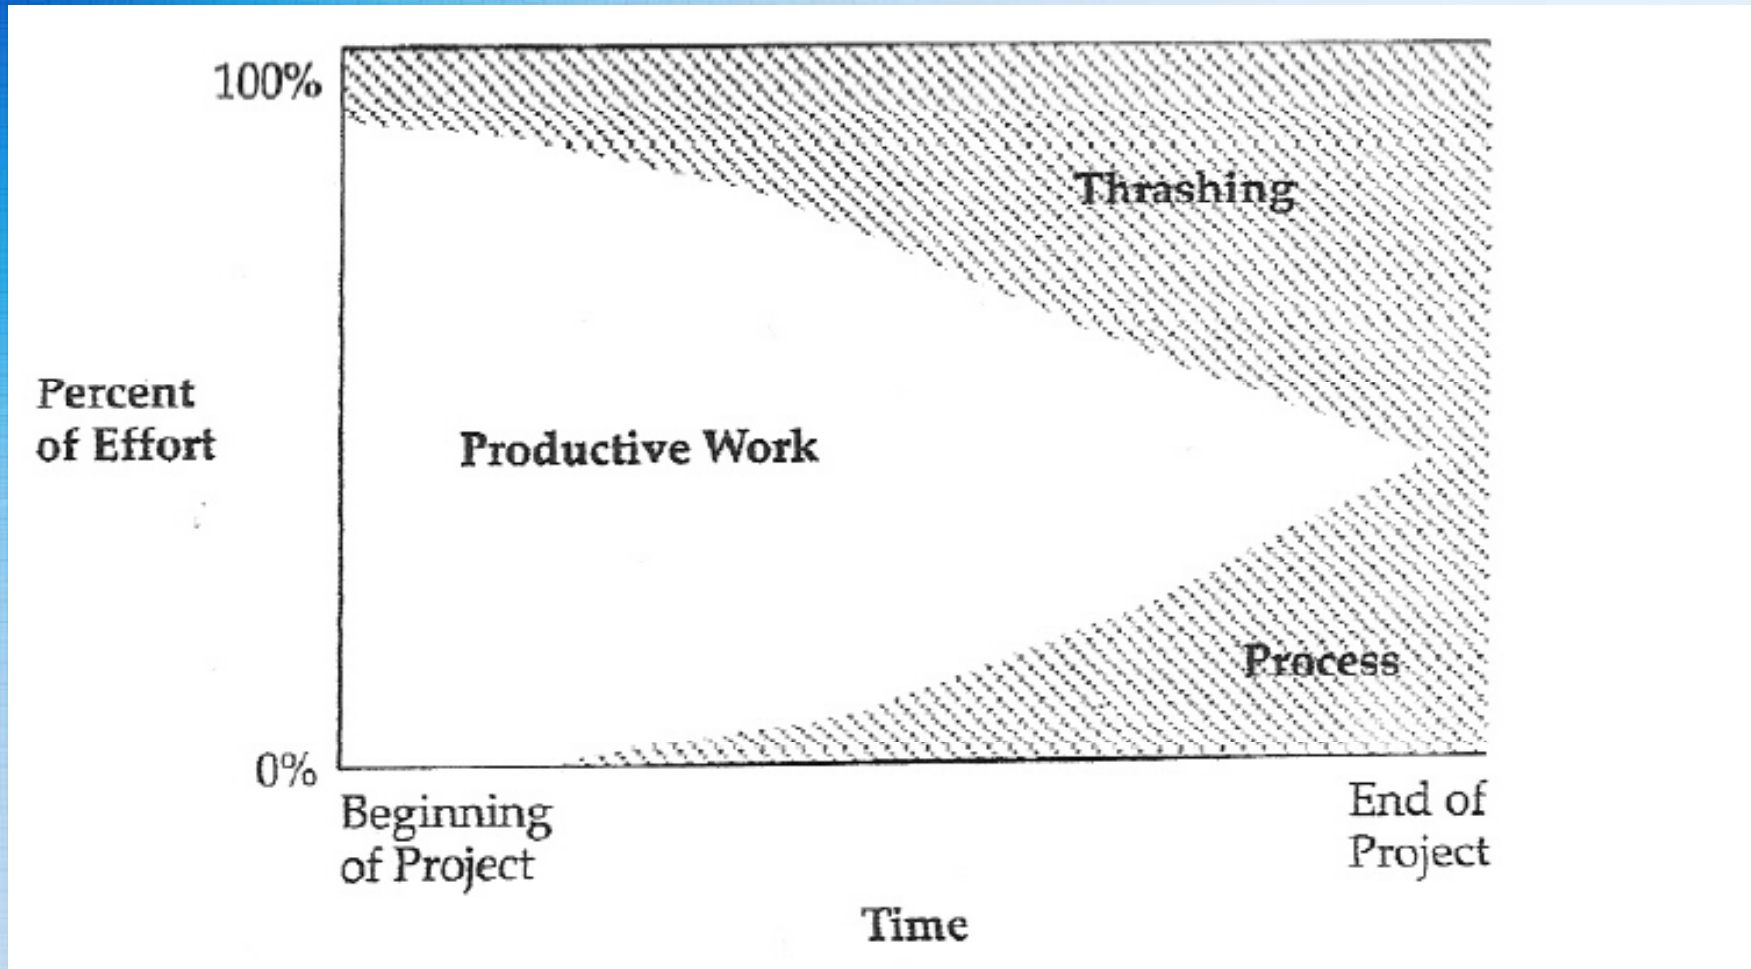 100%
Thrashing
Percent
of Effort
Productive Work
Process
0%
Beginning
of Project
End of
Project
Time